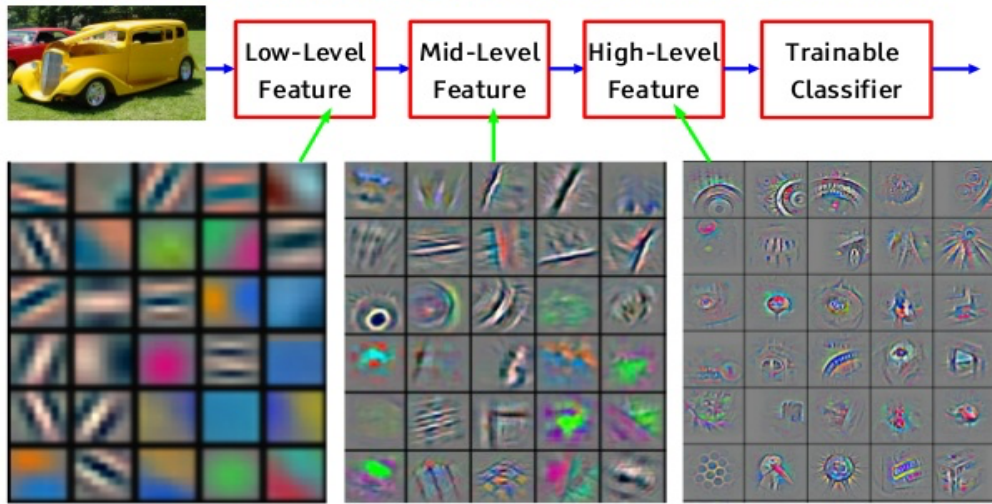 Low-Level
Feature
Mid-Level
Feature
High-Level
Feature
Trainable
Classifier